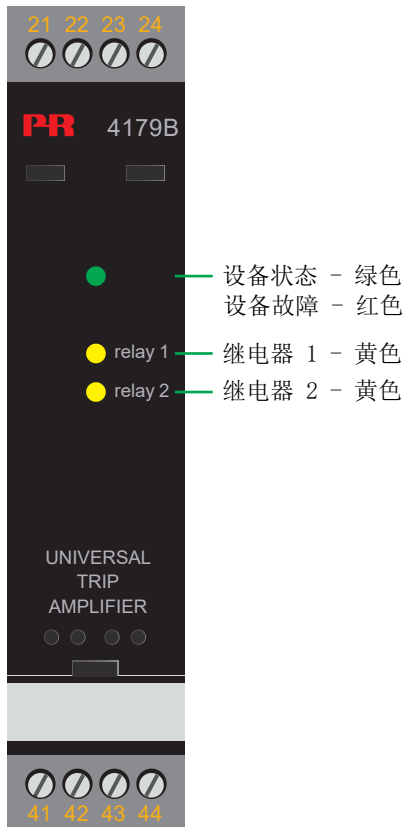 21 22 23 24
PR 4179B
设备状态 - 绿色
设备故障 - 红色
relay 1 继电器 1 - 黄色
relay 2 继电器 2 - 黄色
UNIVERSAL
TRIP
AMPLIFIER
41 42 43 44